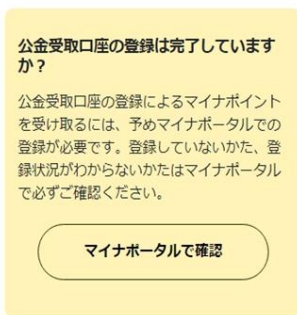 公金受取口座の登録は完了しています
か？
公金受取口座の登録によるマイナポイント
を受け取るには、予めマイナポータルでの
登録が必要です。登録していないかた、登
録状況がわからないかたはマイナポータル
で必ずご確認ください。
マイナポータルで確認